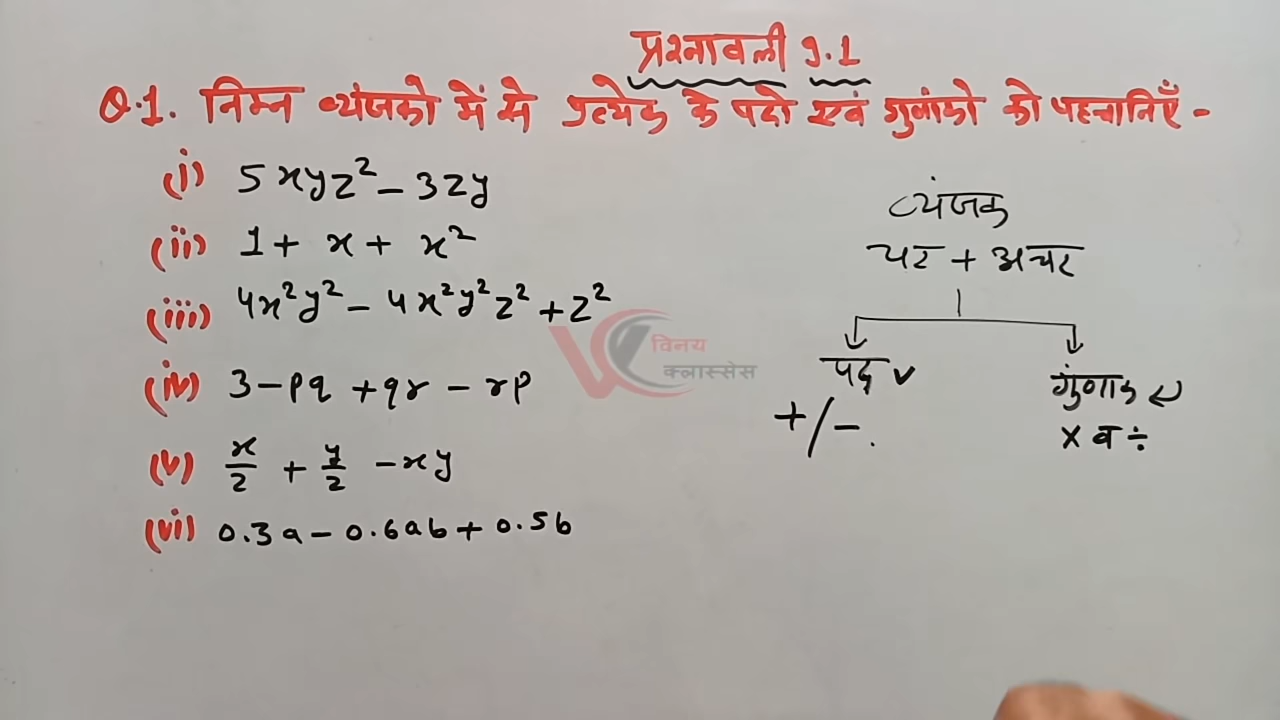 प्रश्नावली 9.1
Q.1. निम्न व्यंजको में से प्रत्येक के पदो एवं गुणांको को पहचानिएँ -
(i) 5xyz² - 3zy
(ii) 1 + x + x²
(iii) 4x²y² - 4x²y²z² + z²
(iv) 3 - pq + qr - rp
(v) x/2 + y/2 - xy
(vi) 0.3a - 0.6ab + 0.5b
व्यंजक
चर + अचर
पद ✓
+/-.
गुंणाक ↩
× व ÷
विनय
क्लास्सेस